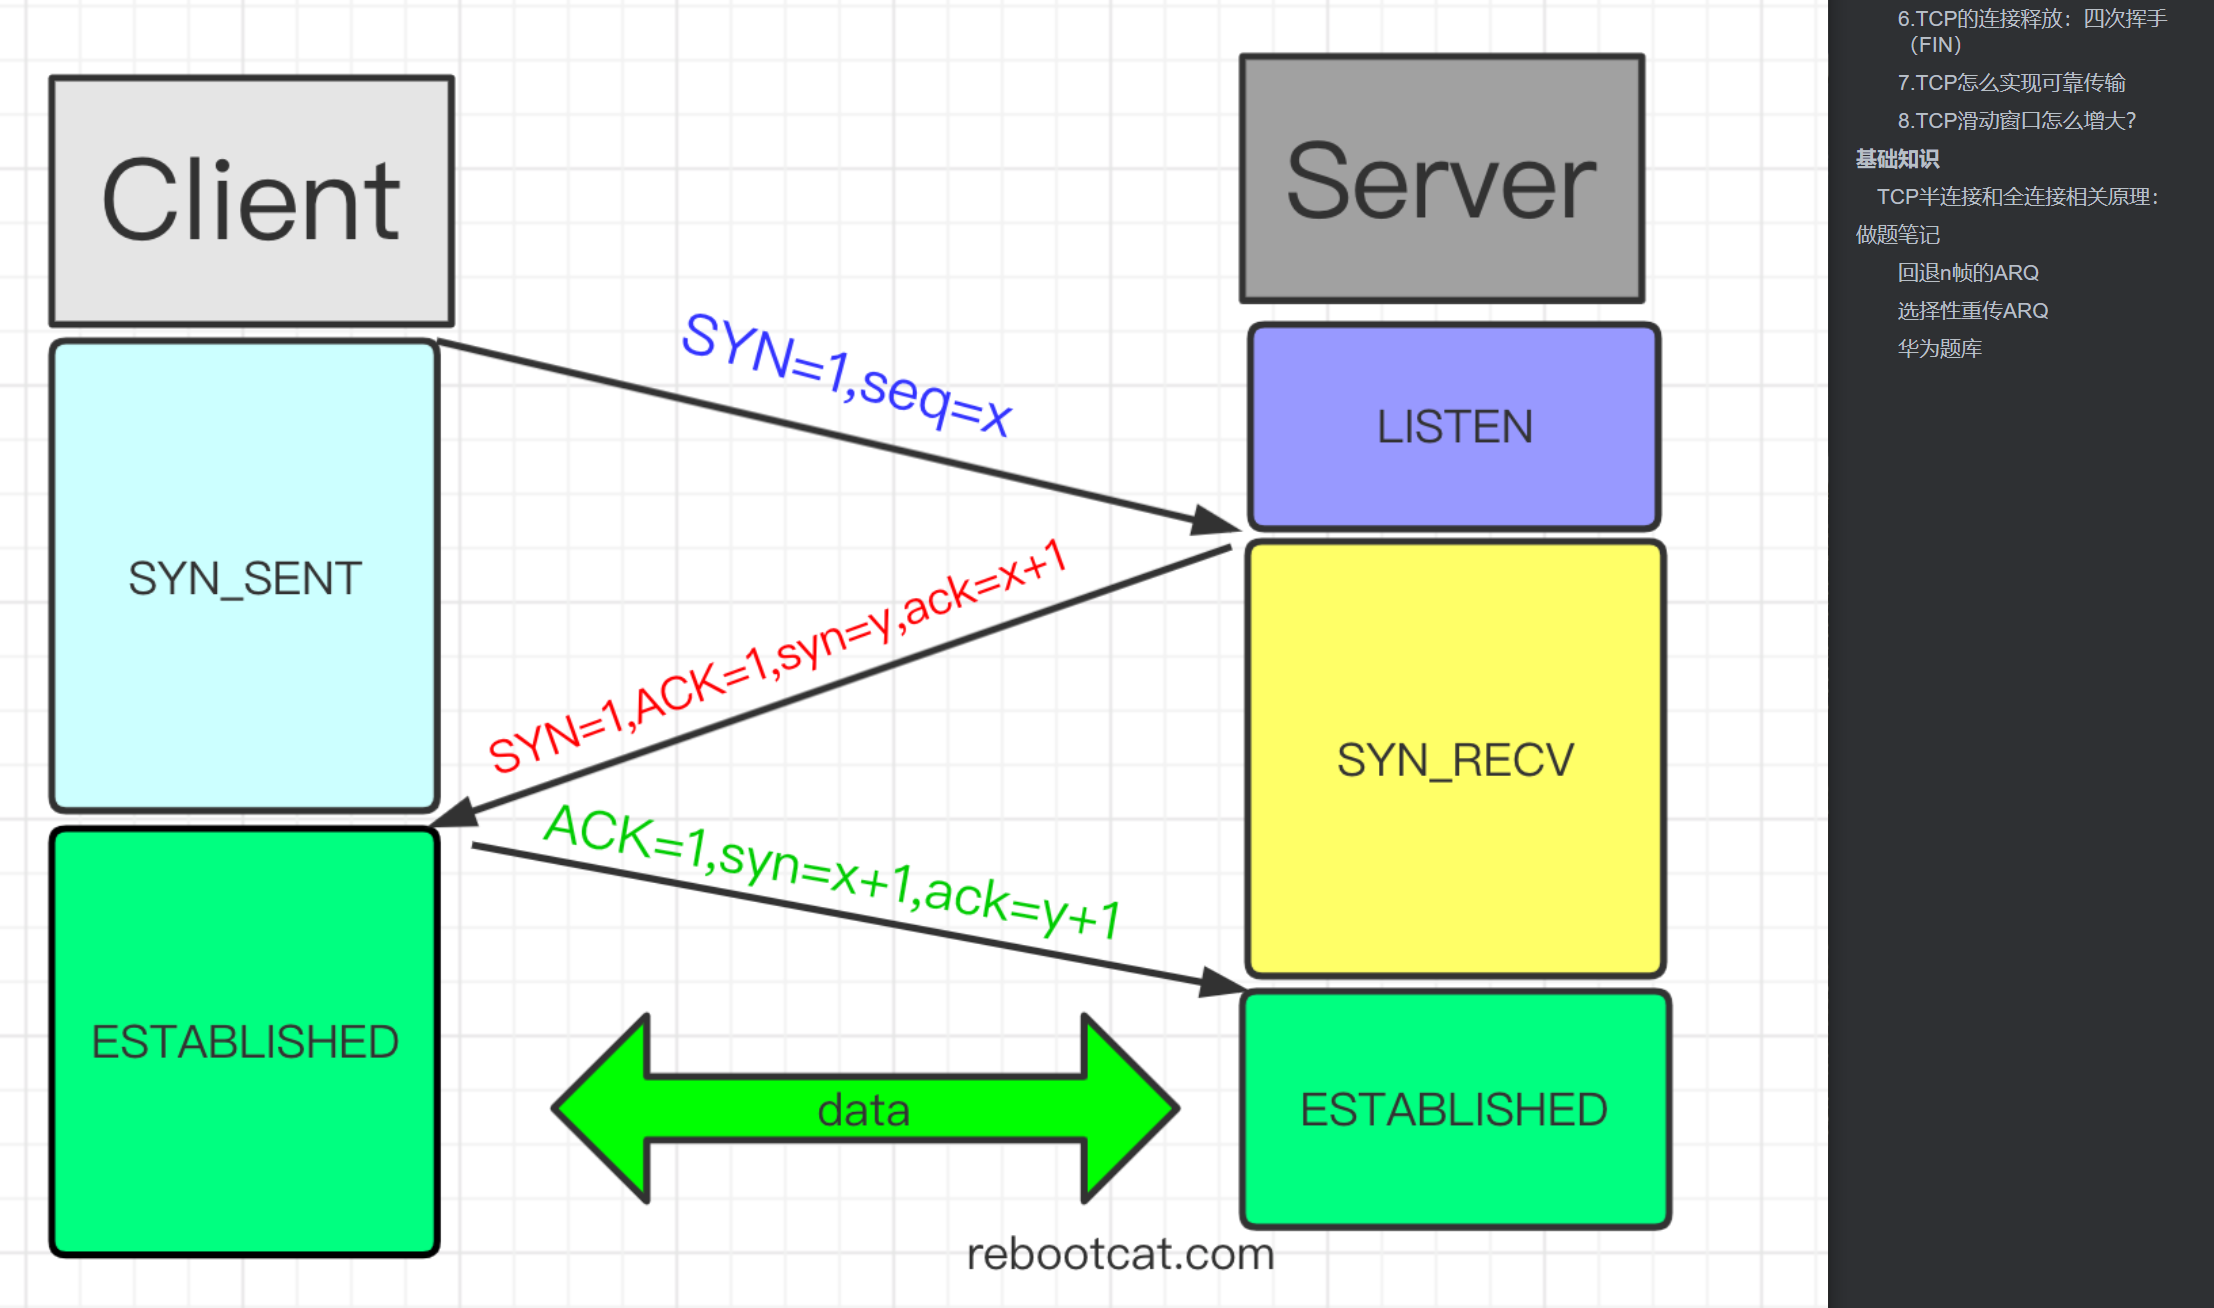 Client
Server
SYN=1,seq=x
LISTEN
SYN_SENT
SYN=1,ACK=1,syn=y,ack=x+1
SYN_RECV
ACK=1,syn=x+1,ack=y+1
ESTABLISHED
data
ESTABLISHED
rebootcat.com
6.TCP的连接释放：四次挥手
（FIN）
7.TCP怎么实现可靠传输
8.TCP滑动窗口怎么增大？
基础知识
TCP半连接和全连接相关原理：
做题笔记
回退n帧的ARQ
选择性重传ARQ
华为题库